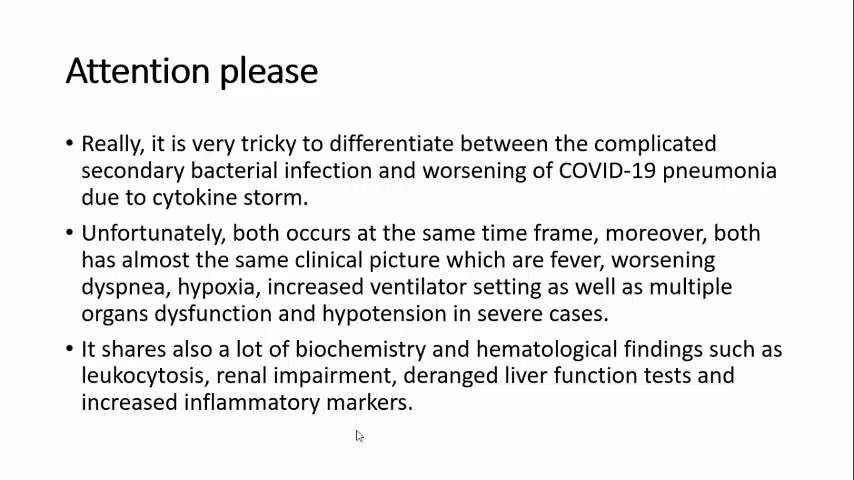 Attention please
• Really, it is very tricky to differentiate between the complicated
secondary bacterial infection and worsening of COVID-19 pneumonia
due to cytokine storm.
• Unfortunately, both occurs at the same time frame, moreover, both
has almost the same clinical picture which are fever, worsening
dyspnea, hypoxia, increased ventilator setting as well as multiple
organs dysfunction and hypotension in severe cases.
• It shares also a lot of biochemistry and hematological findings such as
leukocytosis, renal impairment, deranged liver function tests and
increased inflammatory markers.